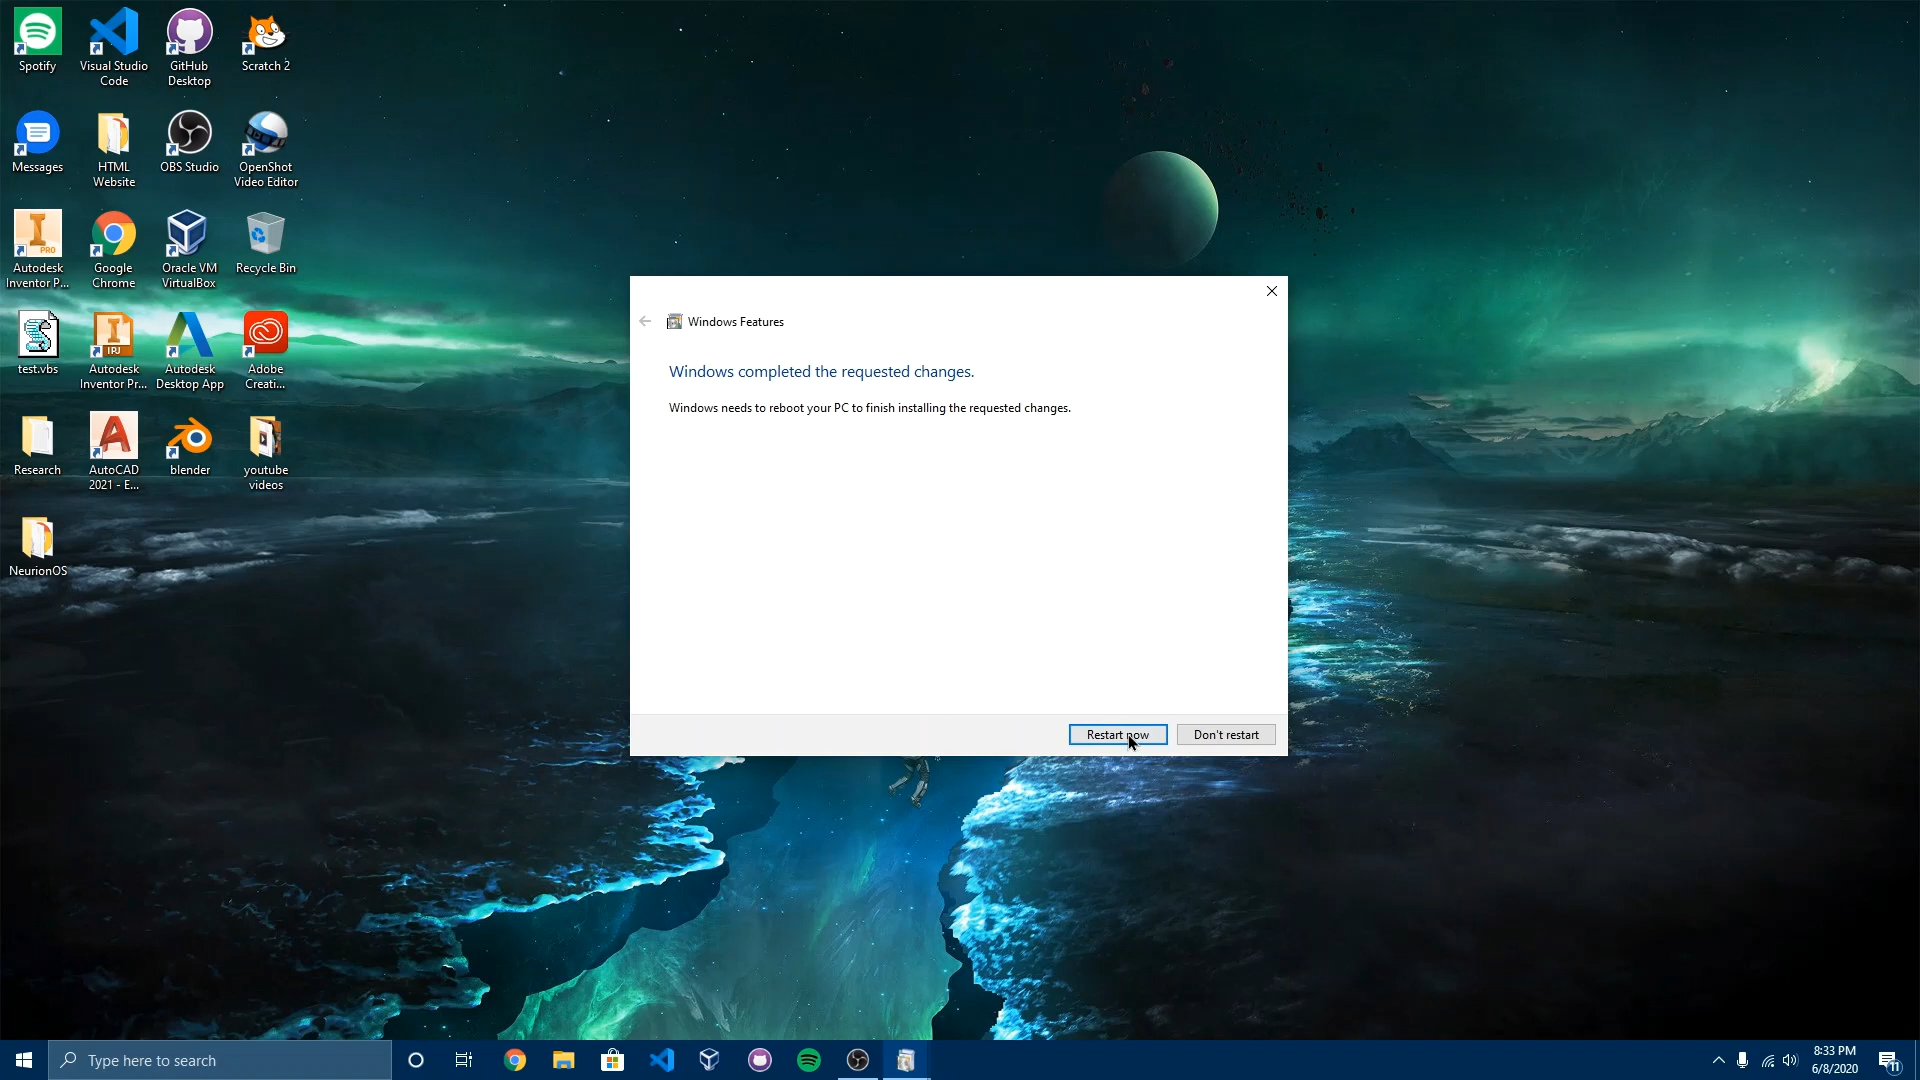 Spotify
Visual Studio
Code
GitHub
Desktop
Scratch 2
Messages
HTML
Website
OBS Studio
OpenShot
Video Editor
PRO
Autodesk
Inventor P...
Google
Chrome
Oracle VM
VirtualBox
Recycle Bin
test.vbs
IPJ
Autodesk
Inventor Pr...
Autodesk
Desktop App
Adobe
Creati...
Research
AutoCAD
2021 - E...
blender
youtube
videos
NeurionOS
Windows Features
Windows completed the requested changes.
Windows needs to reboot your PC to finish installing the requested changes.
Restart now
Don't restart
Type here to search
8:33 PM
6/8/2020
11